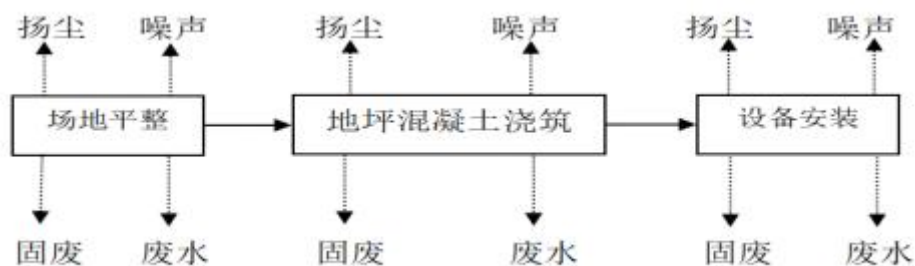 扬尘 噪声 扬尘 噪声 扬尘 噪声
场地平整 地坪混凝土浇筑 设备安装
固废 废水 固废 废水 固废 废水